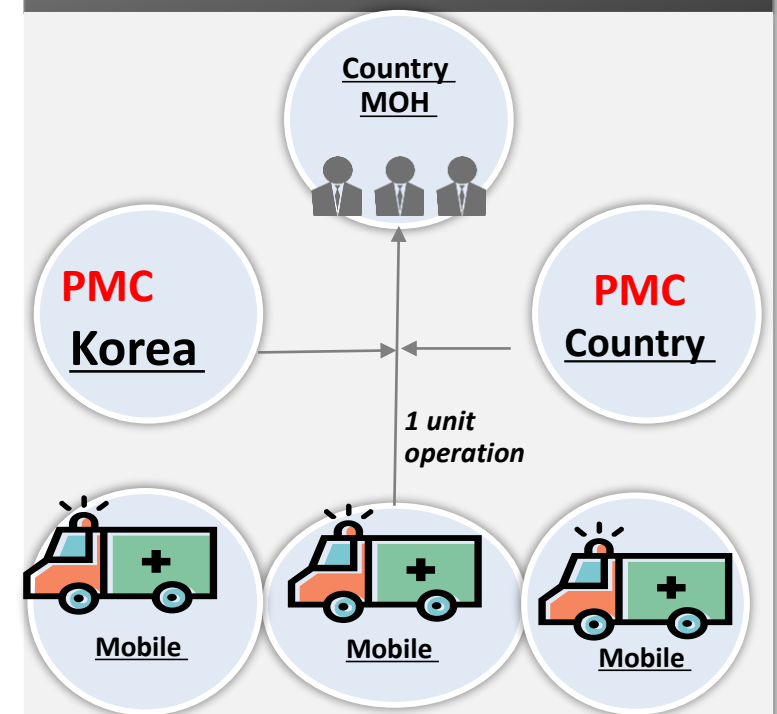 Country
MOH
PMC
Korea
PMC
Country
1 unit
operation
Mobile
Mobile
Mobile